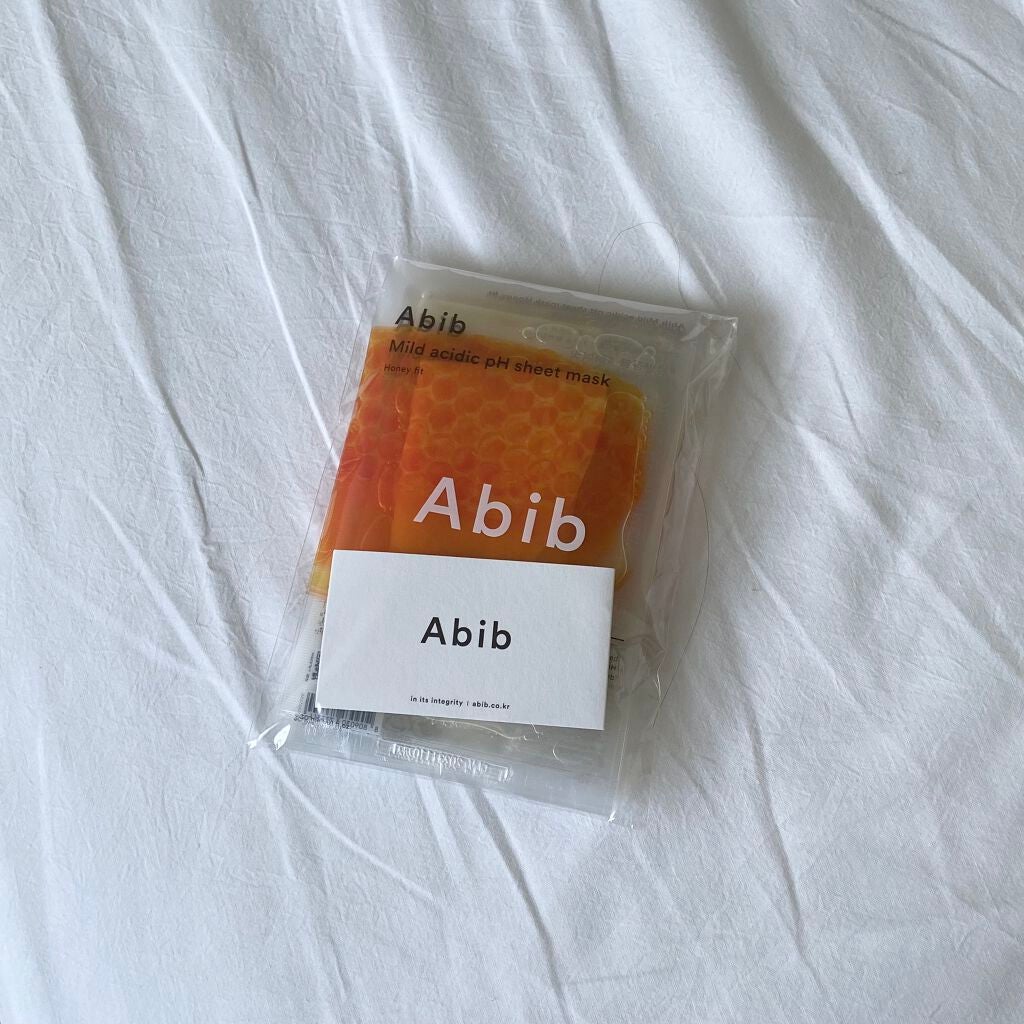 Abib
Mild acidic pH sheet mask
Honey fit
Abib
Abib
in its integrity | abib.co.kr